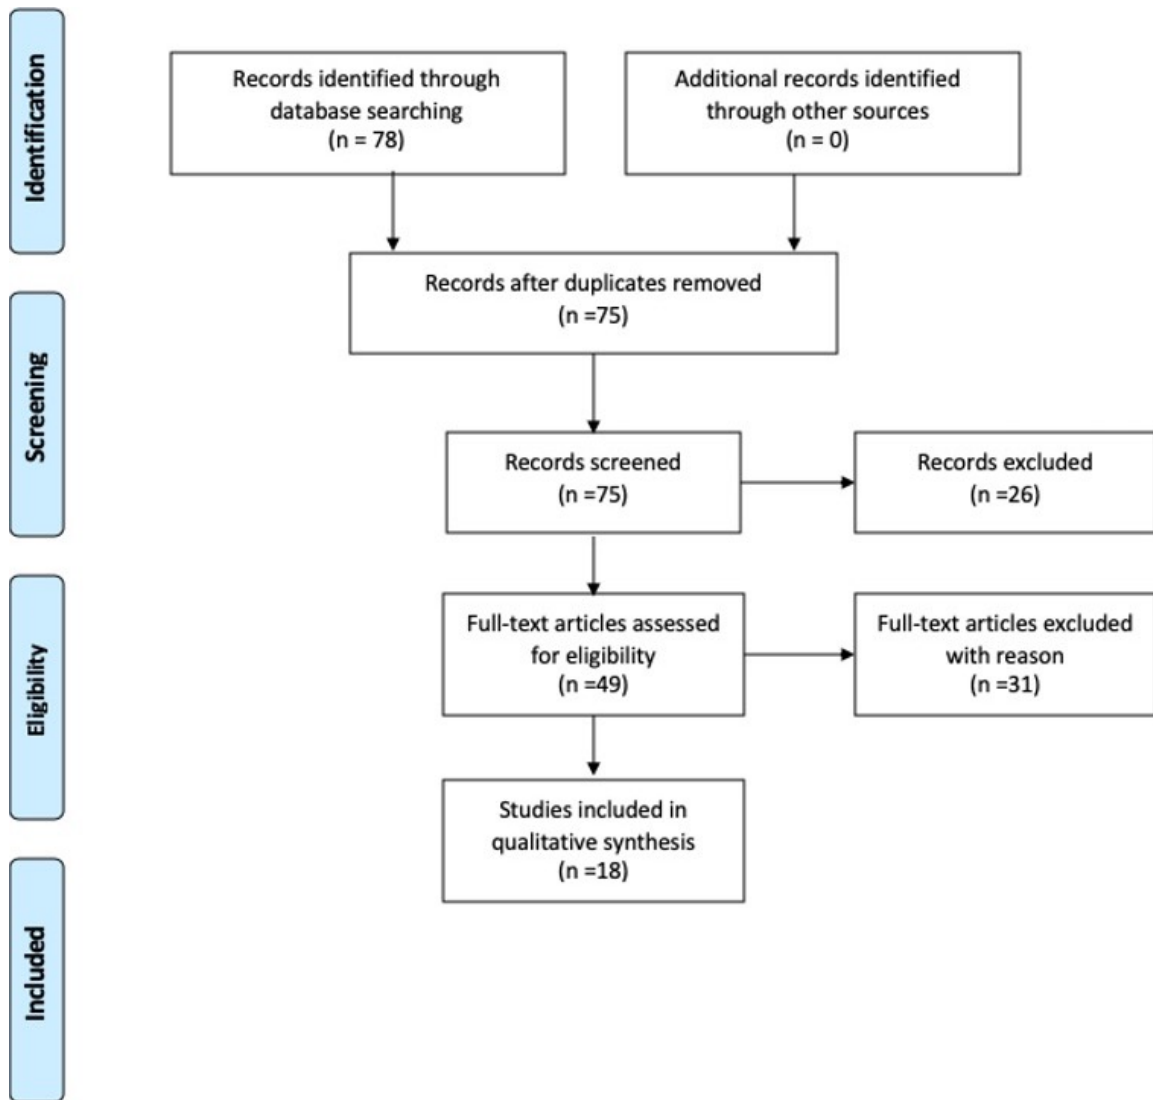 Identification
Records identified through
database searching
(n = 78)
Additional records identified
through other sources
(n = 0)
Records after duplicates removed
(n =75)
Screening
Records screened
(n =75)
Records excluded
(n =26)
Eligibility
Full-text articles assessed
for eligibility
(n =49)
Full-text articles excluded
with reason
(n =31)
Studies included in
qualitative synthesis
(n =18)
Included